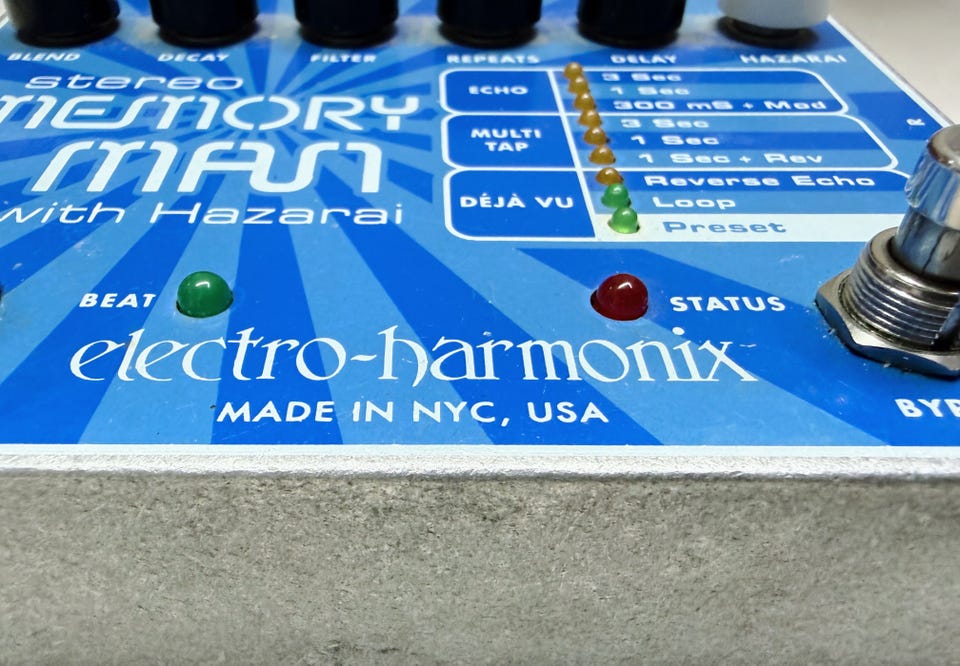 BLEND DECAY FILTER REPEATS DELAY HAZARAI
stereo
MEMORY
MAN
with Hazarai
ECHO
3 Sec
1 Sec
300 mS + Mod
MULTI
TAP
3 Sec
1 Sec
1 Sec + Rev
DÉJÀ VU
Reverse Echo
Loop
Preset
R
BEAT
STATUS
electro-harmonix
MADE IN NYC, USA
BYP